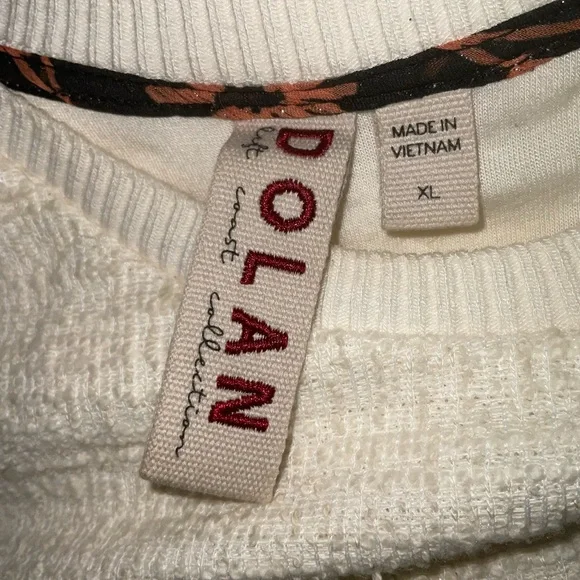 DOLAN
left coast collection
MADE IN
VIETNAM
XL